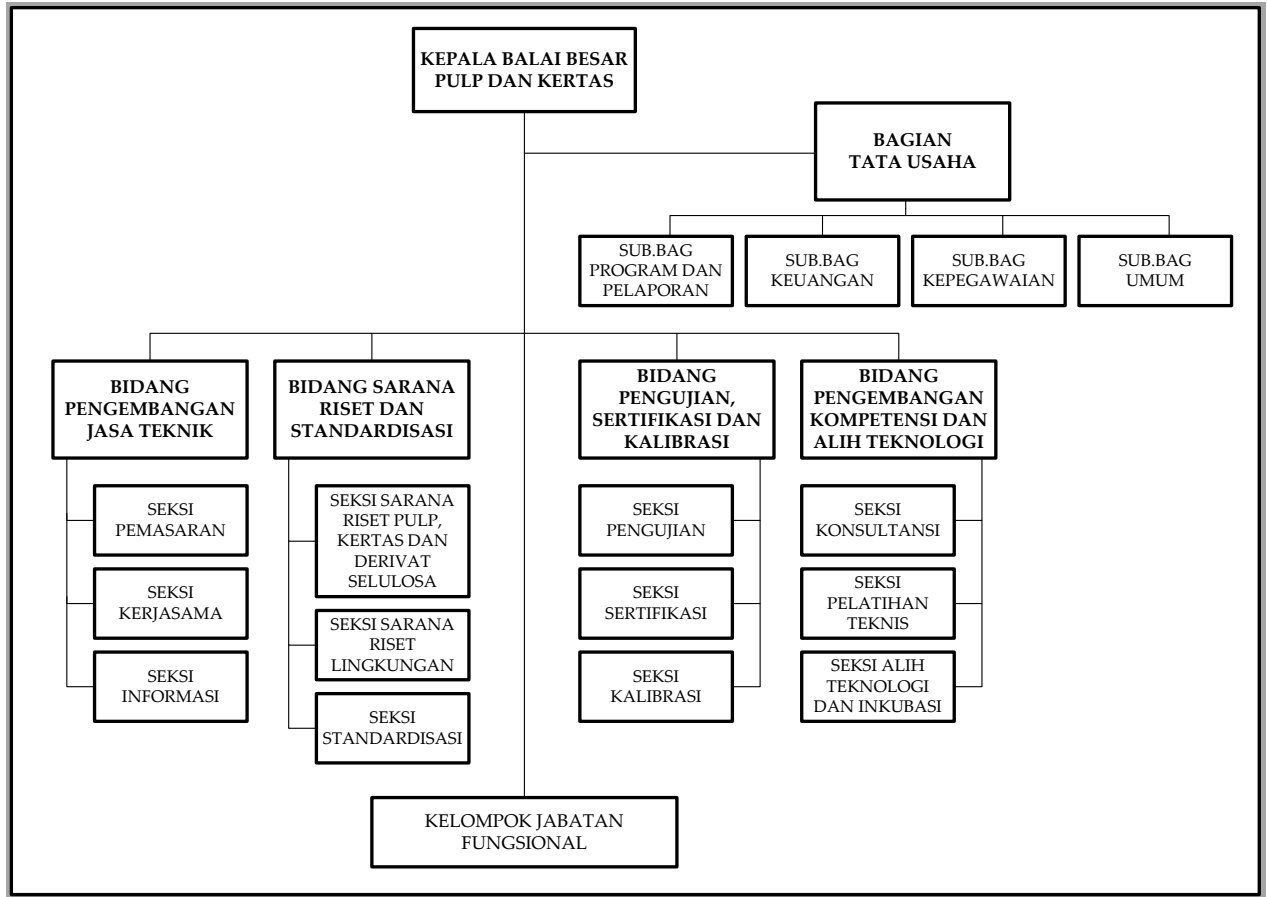 KEPALA BALAI BESAR
PULP DAN KERTAS
BAGIAN
TATA USAHA
SUB.BAG
PROGRAM DAN
PELAPORAN
SUB.BAG
KEUANGAN
SUB.BAG
KEPEGAWAIAN
SUB.BAG
UMUM
BIDANG
PENGEMBANGAN
JASA TEKNIK
BIDANG SARANA
RISET DAN
STANDARDISASI
BIDANG
PENGUJIAN,
SERTIFIKASI DAN
KALIBRASI
BIDANG
PENGEMBANGAN
KOMPETENSI DAN
ALIH TEKNOLOGI
SEKSI
PEMASARAN
SEKSI
KERJASAMA
SEKSI
INFORMASI
SEKSI SARANA
RISET PULP,
KERTAS DAN
DERIVAT
SELULOSA
SEKSI SARANA
RISET
LINGKUNGAN
SEKSI
STANDARDISASI
SEKSI
PENGUJIAN
SEKSI
SERTIFIKASI
SEKSI
KALIBRASI
SEKSI
KONSULTANSI
SEKSI
PELATIHAN
TEKNIS
SEKSI ALIH
TEKNOLOGI
DAN INKUBASI
KELOMPOK JABATAN
FUNGSIONAL